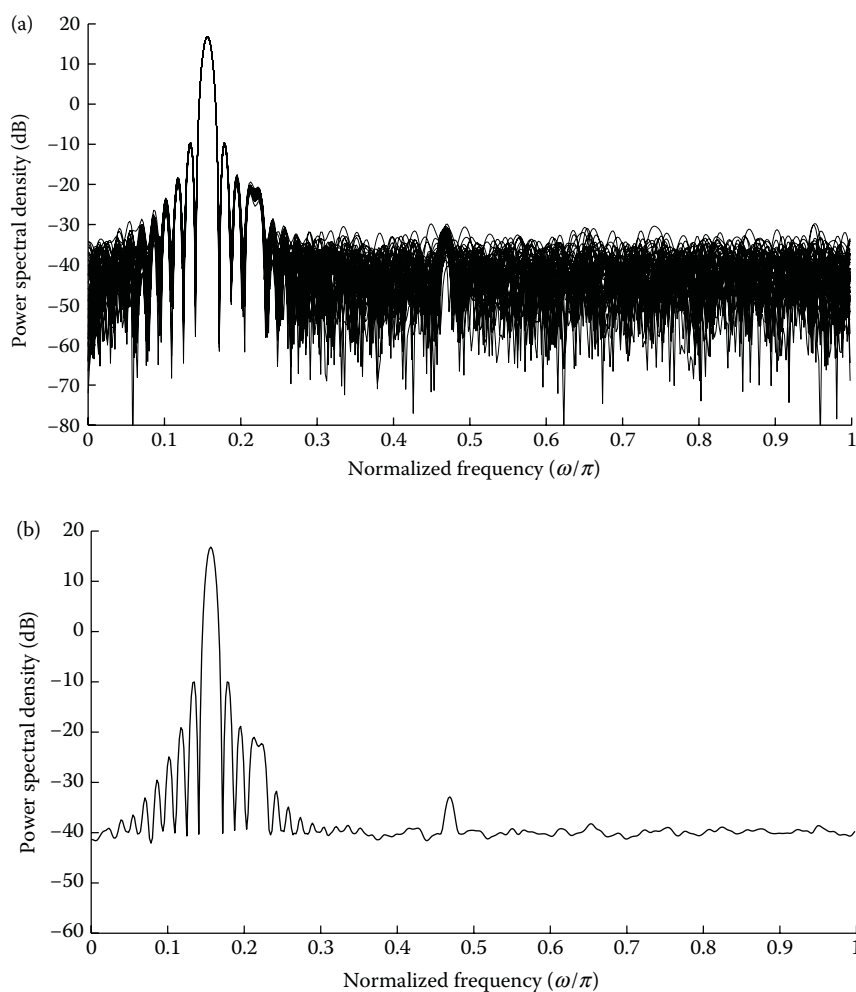 (a)
20
10
0
−10
−20
−30
−40
−50
−60
−70
−80
Power spectral density (dB)
0 0.1 0.2 0.3 0.4 0.5 0.6 0.7 0.8 0.9 1
Normalized frequency (ω/π)
(b)
20
10
0
−10
−20
−30
−40
−50
−60
Power spectral density (dB)
0 0.1 0.2 0.3 0.4 0.5 0.6 0.7 0.8 0.9 1
Normalized frequency (ω/π)